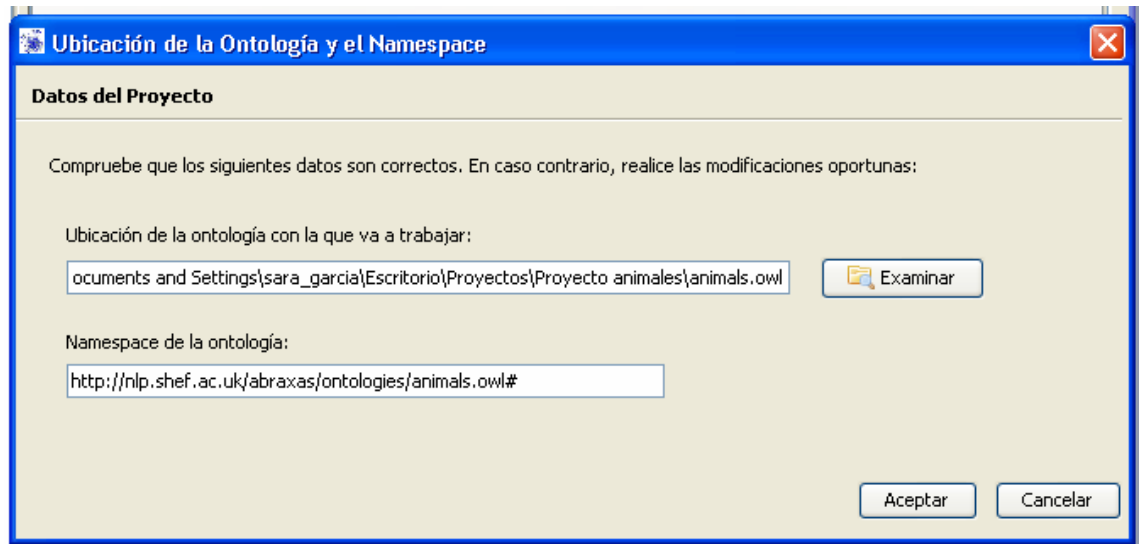 Ubicación de la Ontología y el Namespace
Datos del Proyecto
Compruebe que los siguientes datos son correctos. En caso contrario, realice las modificaciones oportunas:
Ubicación de la ontología con la que va a trabajar:
ocuments and Settings\sara_garcia\Escritorio\Proyectos\Proyecto animales\animals.owl Examinar
Namespace de la ontología:
http://nlp.shef.ac.uk/abraxas/ontologies/animals.owl#
Aceptar Cancelar